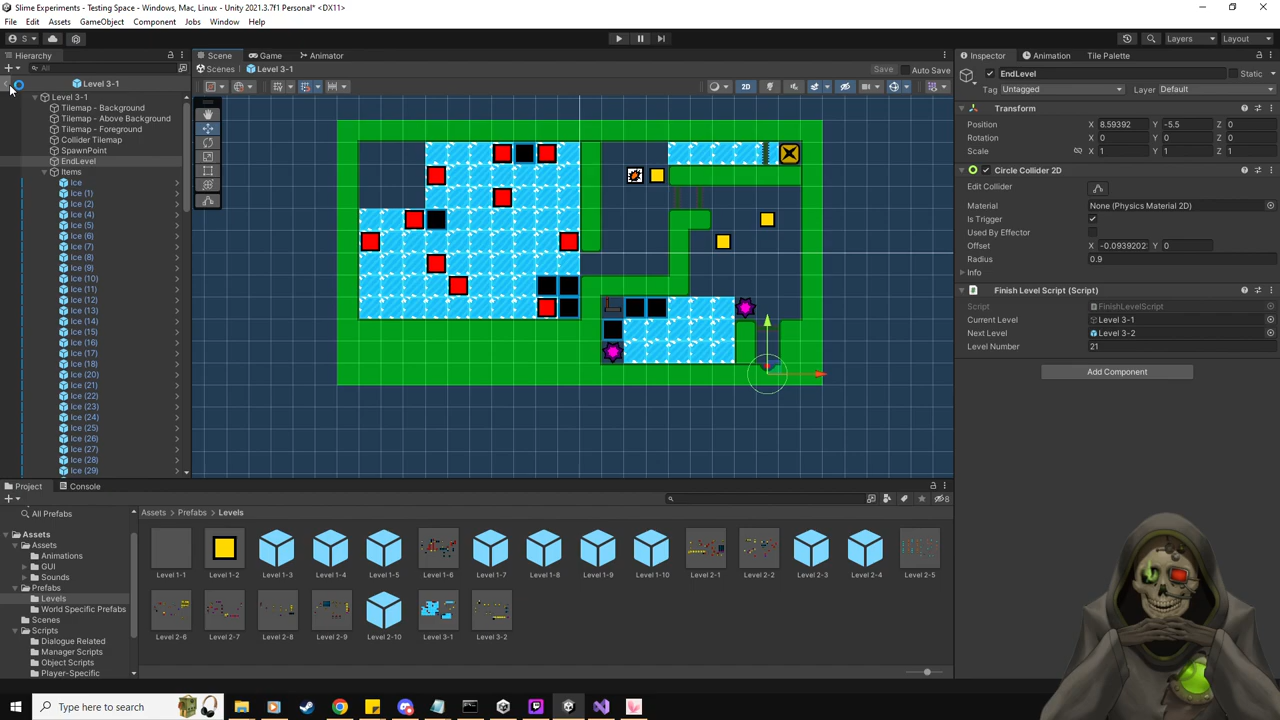 Slime Experiments - Testing Space - Windows, Mac, Linux - Unity 2021.3.7f1 Personal* <DX11>
File Edit Assets GameObject Component Jobs Window Help
S Layers Layout
Hierarchy
All
Level 3-1
Level 3-1
Tilemap - Background
Tilemap - Above Background
Tilemap - Foreground
Collider Tilemap
SpawnPoint
EndLevel
Items
Ice
Ice (1)
Ice (2)
Ice (4)
Ice (5)
Ice (6)
Ice (7)
Ice (8)
Ice (9)
Ice (10)
Ice (11)
Ice (12)
Ice (13)
Ice (14)
Ice (15)
Ice (16)
Ice (17)
Ice (18)
Ice (20)
Ice (21)
Ice (22)
Ice (23)
Ice (24)
Ice (25)
Ice (26)
Ice (27)
Ice (28)
Ice (29)
Scene Game Animator
Scenes Level 3-1 Save Auto Save
2D
Inspector Animation Tile Palette
EndLevel Static
Tag Untagged Layer Default
Transform
Position X 8.59392 Y -5.5 Z 0
Rotation X 0 Y 0 Z 0
Scale X 1 Y 1 Z 1
Circle Collider 2D
Edit Collider
Material None (Physics Material 2D)
Is Trigger
Used By Effector
Offset X -0.0939202 Y 0
Radius 0.9
Info
Finish Level Script (Script)
Script FinishLevelScript
Current Level Level 3-1
Next Level Level 3-2
Level Number 21
Add Component
Project Console
8
All Prefabs
Assets
Assets
Animations
GUI
Sounds
Prefabs
Levels
World Specific Prefabs
Scenes
Scripts
Dialogue Related
Manager Scripts
Object Scripts
Player-Specific
Assets > Prefabs > Levels
Level 1-1 Level 1-2 Level 1-3 Level 1-4 Level 1-5 Level 1-6 Level 1-7 Level 1-8 Level 1-9 Level 1-10 Level 2-1 Level 2-2 Level 2-3 Level 2-4 Level 2-5
Level 2-6 Level 2-7 Level 2-8 Level 2-9 Level 2-10 Level 3-1 Level 3-2
Type here to search